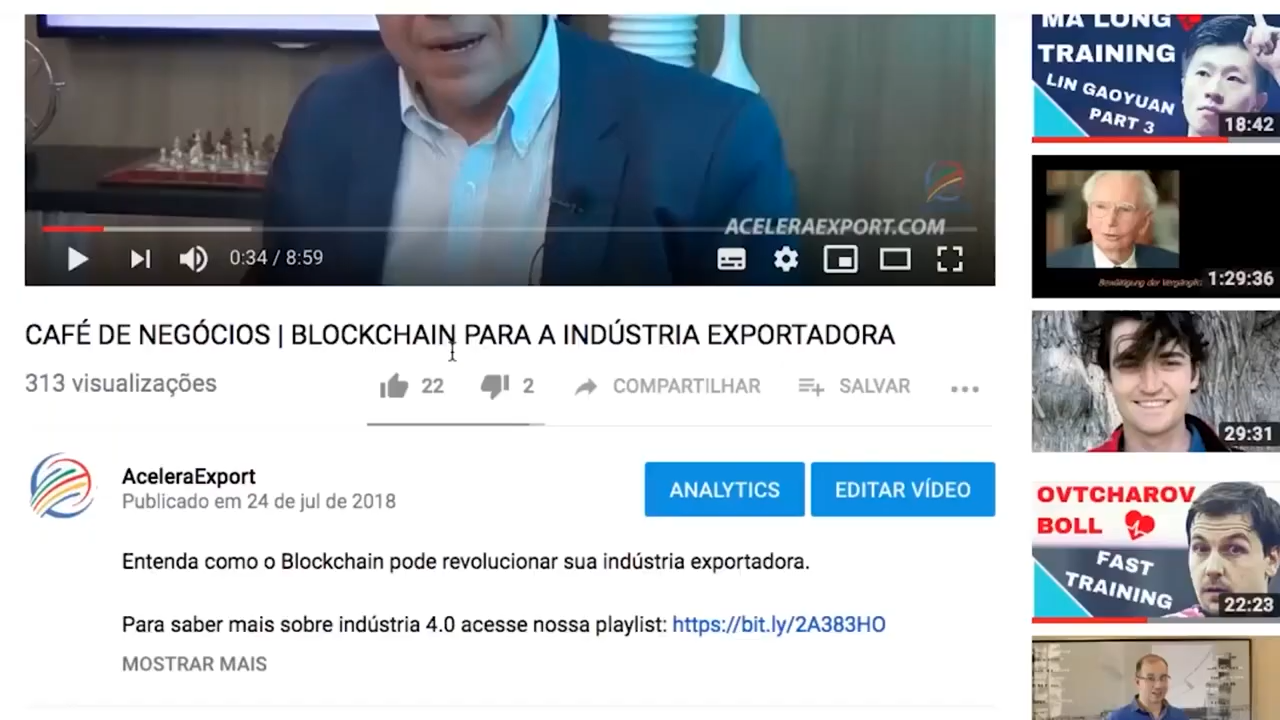 ACELERAEXPORT.COM
0:34 / 8:59
CAFÉ DE NEGÓCIOS | BLOCKCHAIN PARA A INDÚSTRIA EXPORTADORA
313 visualizações
22
2
COMPARTILHAR
SALVAR
AceleraExport
Publicado em 24 de jul de 2018
ANALYTICS
EDITAR VÍDEO
Entenda como o Blockchain pode revolucionar sua indústria exportadora.
Para saber mais sobre indústria 4.0 acesse nossa playlist: https://bit.ly/2A383HO
MOSTRAR MAIS
MA LONG
TRAINING
LIN GAOYUAN
PART 3
18:42
Bewältigung der Vergänglic
1:29:36
29:31
OVTCHAROV
BOLL
FAST
TRAINING
22:23